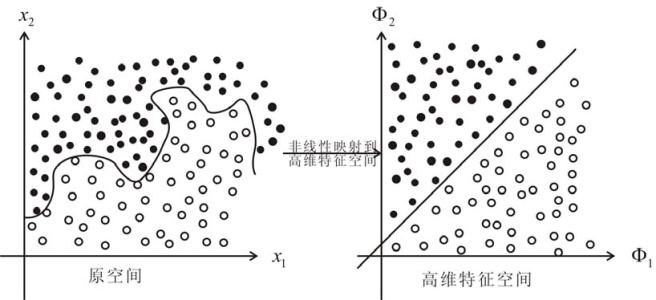 x₂
Φ₂
非线性映射到
高维特征空间
x₁
Φ₁
原空间
高维特征空间